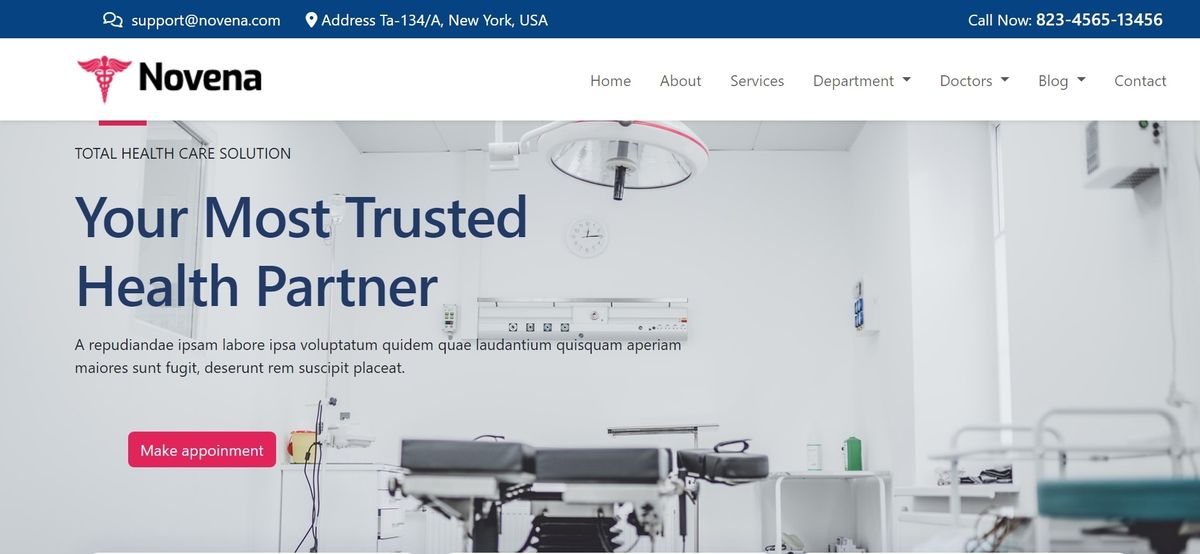 support@novena.com Address Ta-134/A, New York, USA Call Now: 823-4565-13456
Novena
Home About Services Department Doctors Blog Contact
TOTAL HEALTH CARE SOLUTION
Your Most Trusted
Health Partner
A repudiandae ipsam labore ipsa voluptatum quidem quae laudantium quisquam aperiam
maiores sunt fugit, deserunt rem suscipit placeat.
Make appoinment